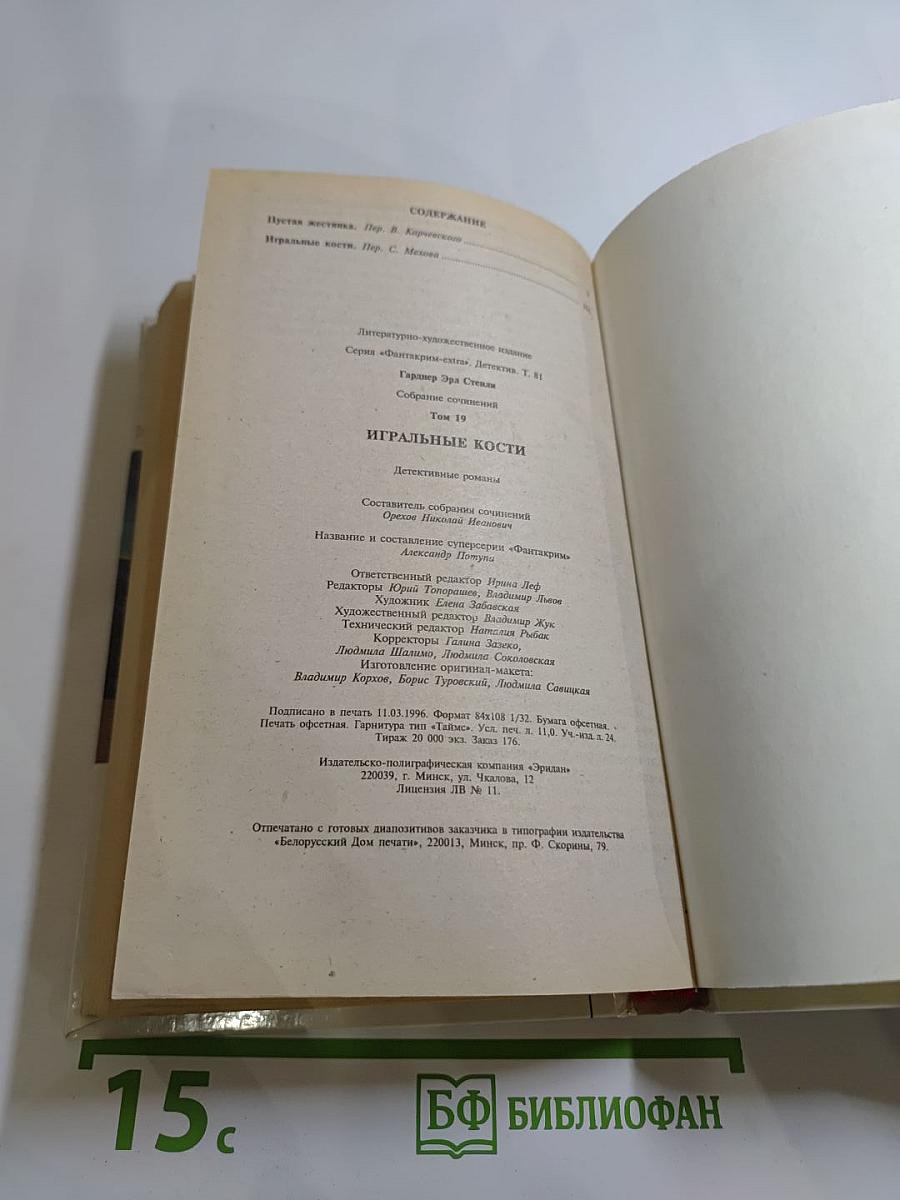 СОДЕРЖАНИЕ
Пустая жестянка. Пер. В. Карчевского
Игральные кости. Пер. С. Мехова
Литературно-художественное издание
Серия «Фантакрим-extra». Детектив. Т. 81
Гарднер Эрл Стенли
Собрание сочинений
Том 19
ИГРАЛЬНЫЕ КОСТИ
Детективные романы
Составитель собрания сочинений
Орехов Николай Иванович
Название и составление суперсерии «Фантакрим»
Александр Потупа
Ответственный редактор Ирина Леф
Редакторы Юрий Топорашев, Владимир Львов
Художник Елена Забавская
Художественный редактор Владимир Жук
Технический редактор Наталия Рыбак
Корректоры Галина Зазеко,
Людмила Шалимо, Людмила Соколовская
Изготовление оригинал-макета:
Владимир Корхов, Борис Туровский, Людмила Савицкая
Подписано в печать 11.03.1996. Формат 84x108 1/32. Бумага офсетная.
Печать офсетная. Гарнитура тип «Таймс». Усл. печ. л. 11,0. Уч.-изд. л. 24.
Тираж 20 000 экз. Заказ 176.
Издательско-полиграфическая компания «Эридан»
220039, г. Минск, ул. Чкалова, 12
Лицензия ЛВ № 11.
Отпечатано с готовых диапозитивов заказчика в типографии издательства
«Белорусский Дом печати», 220013, Минск, пр. Ф. Скорины, 79.
15 с
БФ БИБЛИОФАН